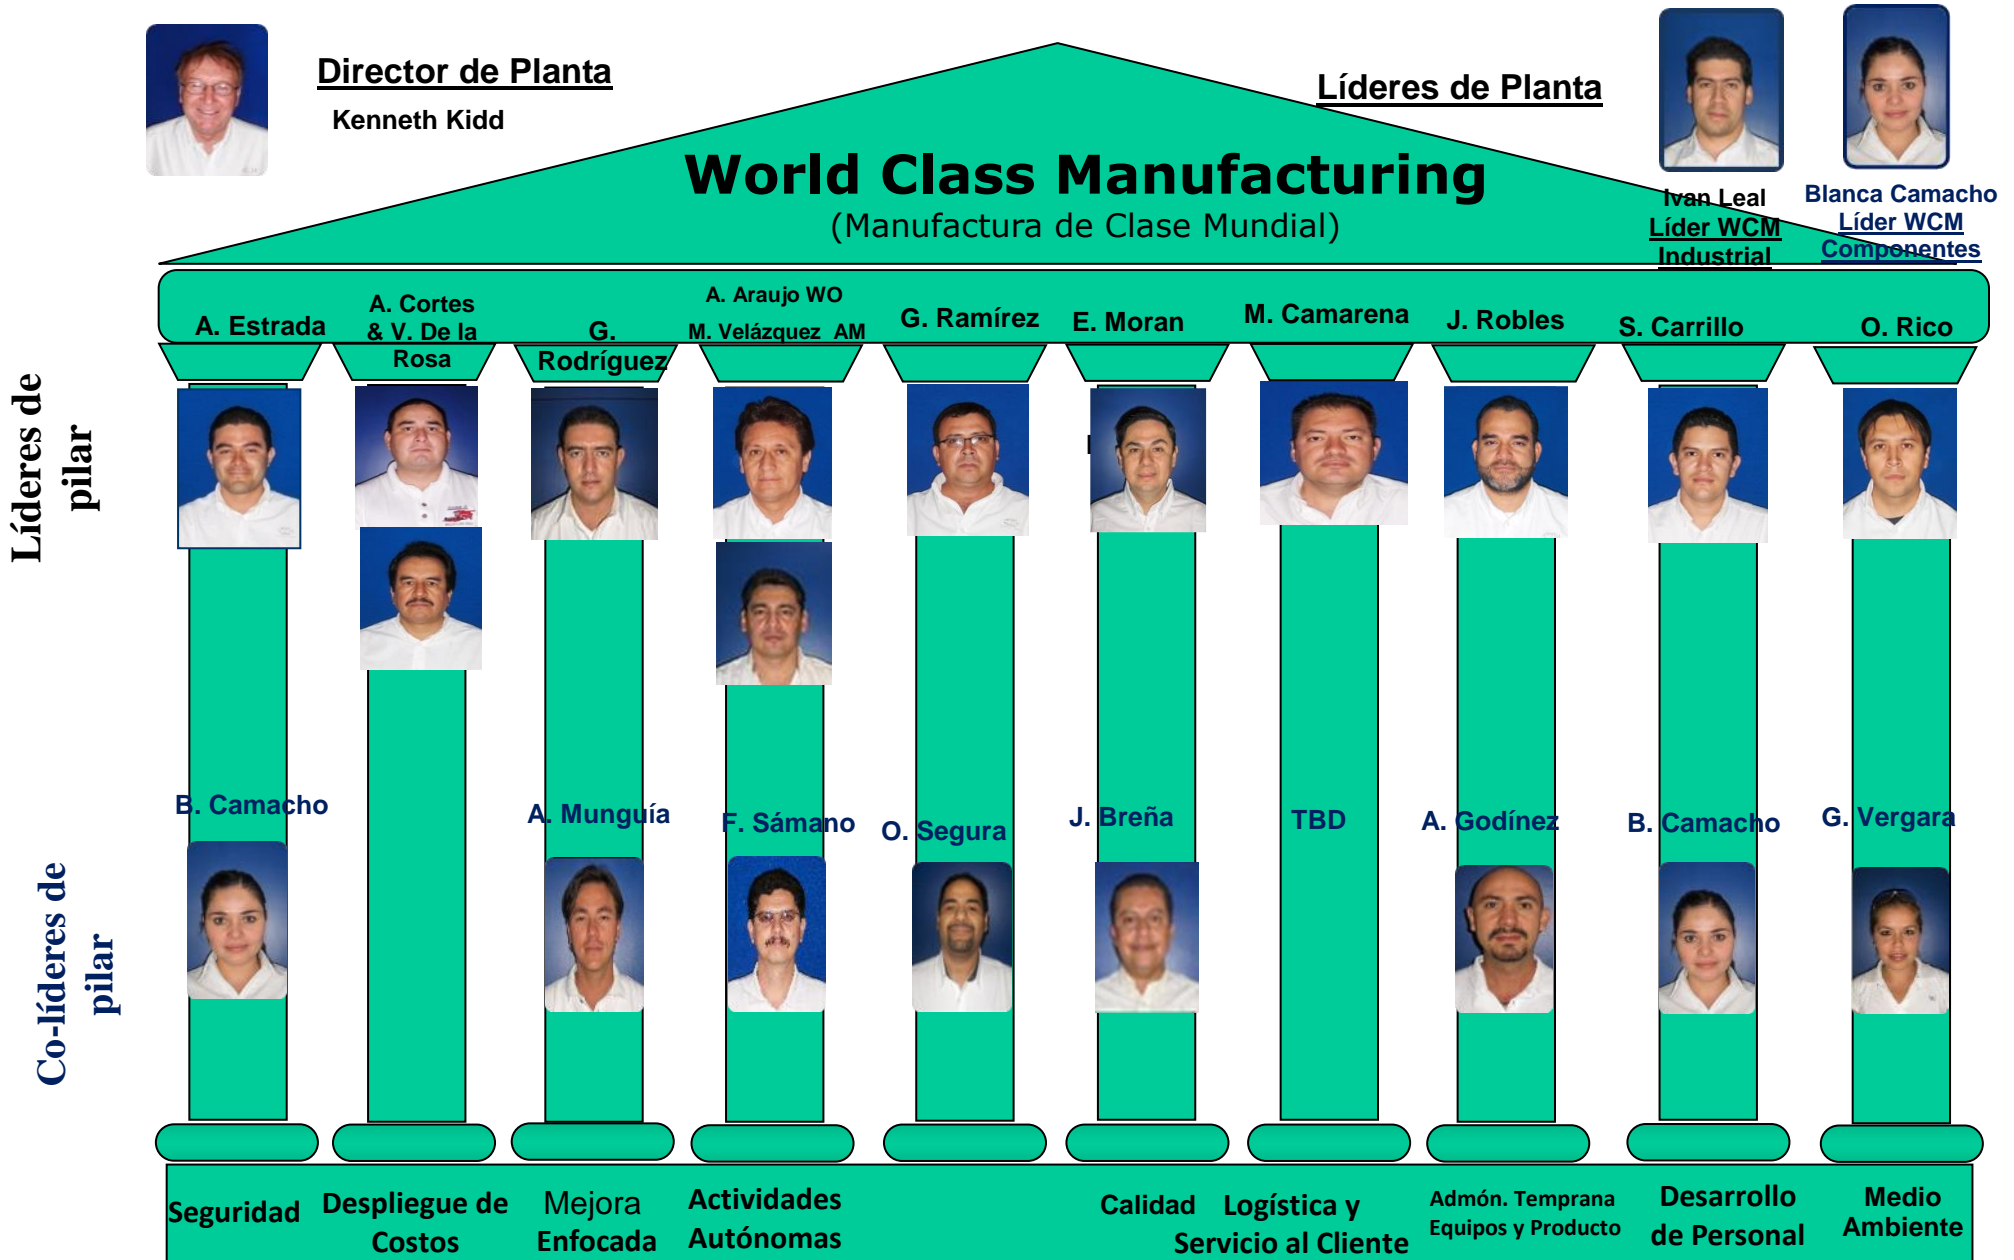 Director de Planta
Kenneth Kidd
Líderes de Planta
World Class Manufacturing
(Manufactura de Clase Mundial)
Ivan Leal
Líder WCM
Industrial
Blanca Camacho
Líder WCM
Componentes
A. Estrada
A. Cortes
& V. De la
Rosa
G.
Rodríguez
A. Araujo WO
M. Velázquez AM
G. Ramírez
E. Moran
M. Camarena
J. Robles
S. Carrillo
O. Rico
Líderes de
pilar
B. Camacho
A. Munguía
F. Sámano
O. Segura
J. Breña
TBD
A. Godínez
B. Camacho
G. Vergara
Co-líderes de
pilar
Seguridad
Despliegue de
Costos
Mejora
Enfocada
Actividades
Autónomas
Calidad
Logística y
Servicio al Cliente
Admón. Temprana
Equipos y Producto
Desarrollo
de Personal
Medio
Ambiente